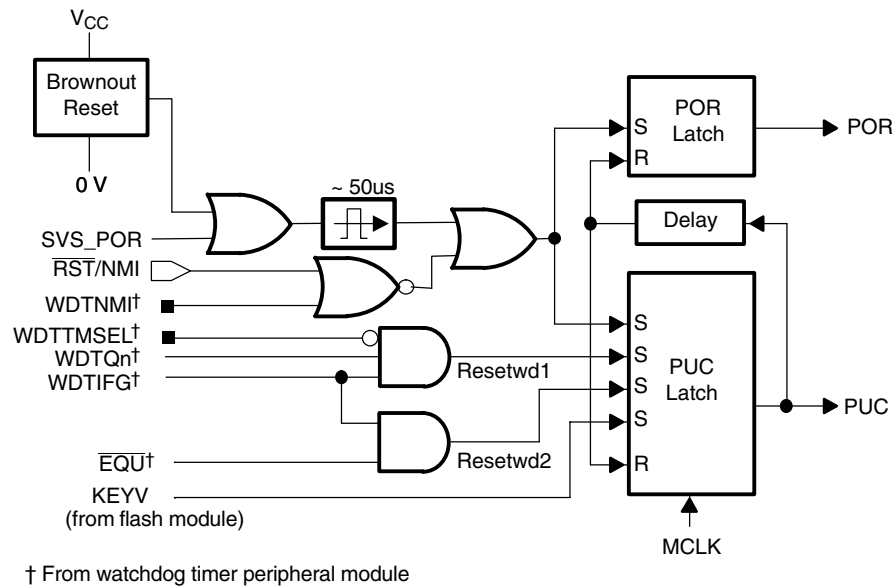 VCC
Brownout
Reset
0 V
~ 50us
SVS_POR
RST/NMI
WDTNMI†
WDTTMSEL†
WDTQn†
WDTIFG†
Resetwd1
EQU†
Resetwd2
KEYV
(from flash module)
S
R
POR
Latch
POR
Delay
S
S
S
S
R
PUC
Latch
PUC
MCLK
† From watchdog timer peripheral module